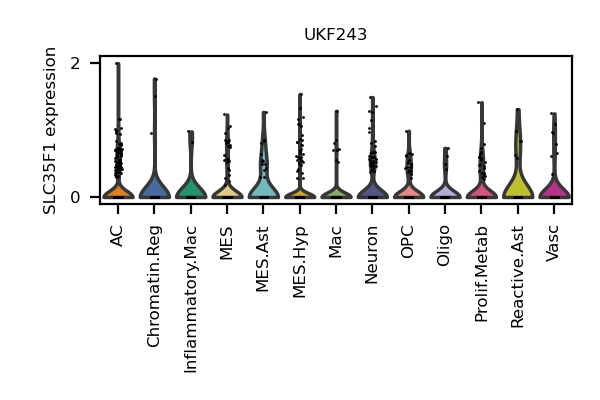 UKF243
SLC35F1 expression
2
0
AC
Chromatin.Reg
Inflammatory.Mac
MES
MES.Ast
MES.Hyp
Mac
Neuron
OPC
Oligo
Prolif.Metab
Reactive.Ast
Vasc